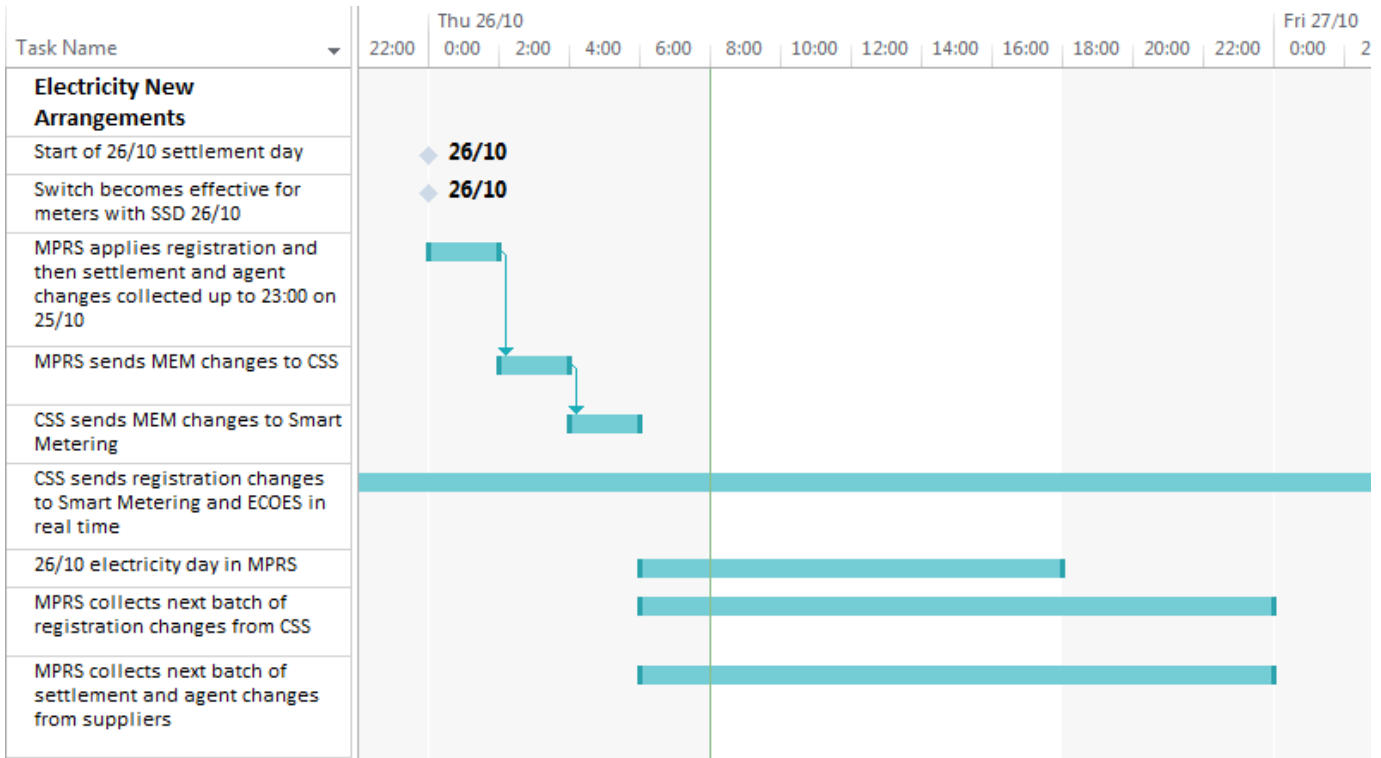 Thu 26/10 Fri 27/10
Task Name 22:00 0:00 2:00 4:00 6:00 8:00 10:00 12:00 14:00 16:00 18:00 20:00 22:00 0:00 2
Electricity New
Arrangements
Start of 26/10 settlement day 26/10
Switch becomes effective for 26/10
meters with SSD 26/10
MPRS applies registration and
then settlement and agent
changes collected up to 23:00 on
25/10
MPRS sends MEM changes to CSS
CSS sends MEM changes to Smart
Metering
CSS sends registration changes
to Smart Metering and ECOES in
real time
26/10 electricity day in MPRS
MPRS collects next batch of
registration changes from CSS
MPRS collects next batch of
settlement and agent changes
from suppliers